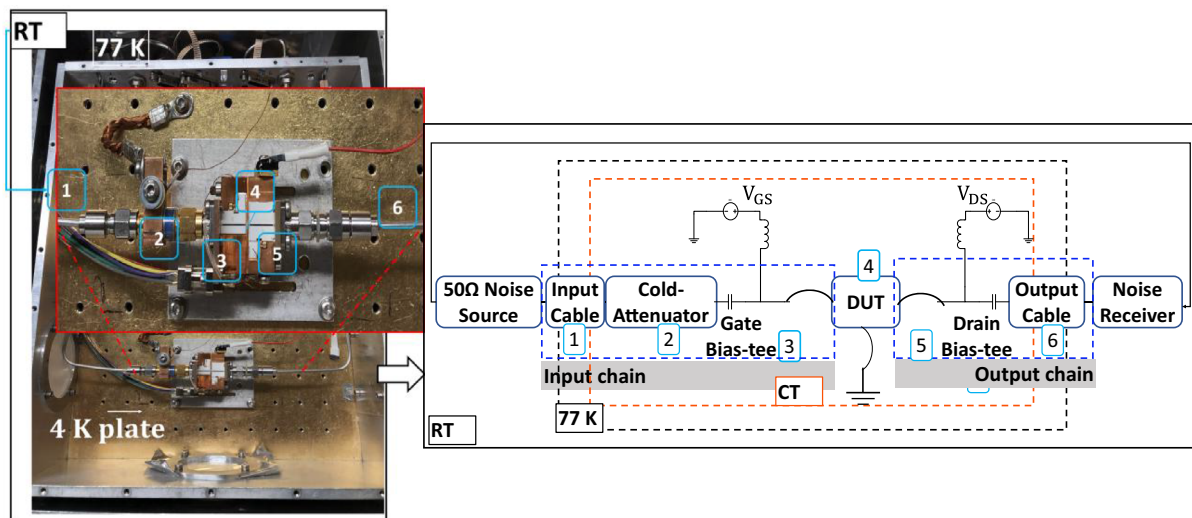 RT
77 K
1
2
3
4
5
6
4 K plate
V_GS
V_DS
4
50Ω Noise
Source
Input
Cable
1
Cold-
Attenuator
2
Gate
Bias-tee
3
DUT
Drain
Bias-tee
5
Output
Cable
6
Noise
Receiver
Input chain
Output chain
CT
77 K
RT